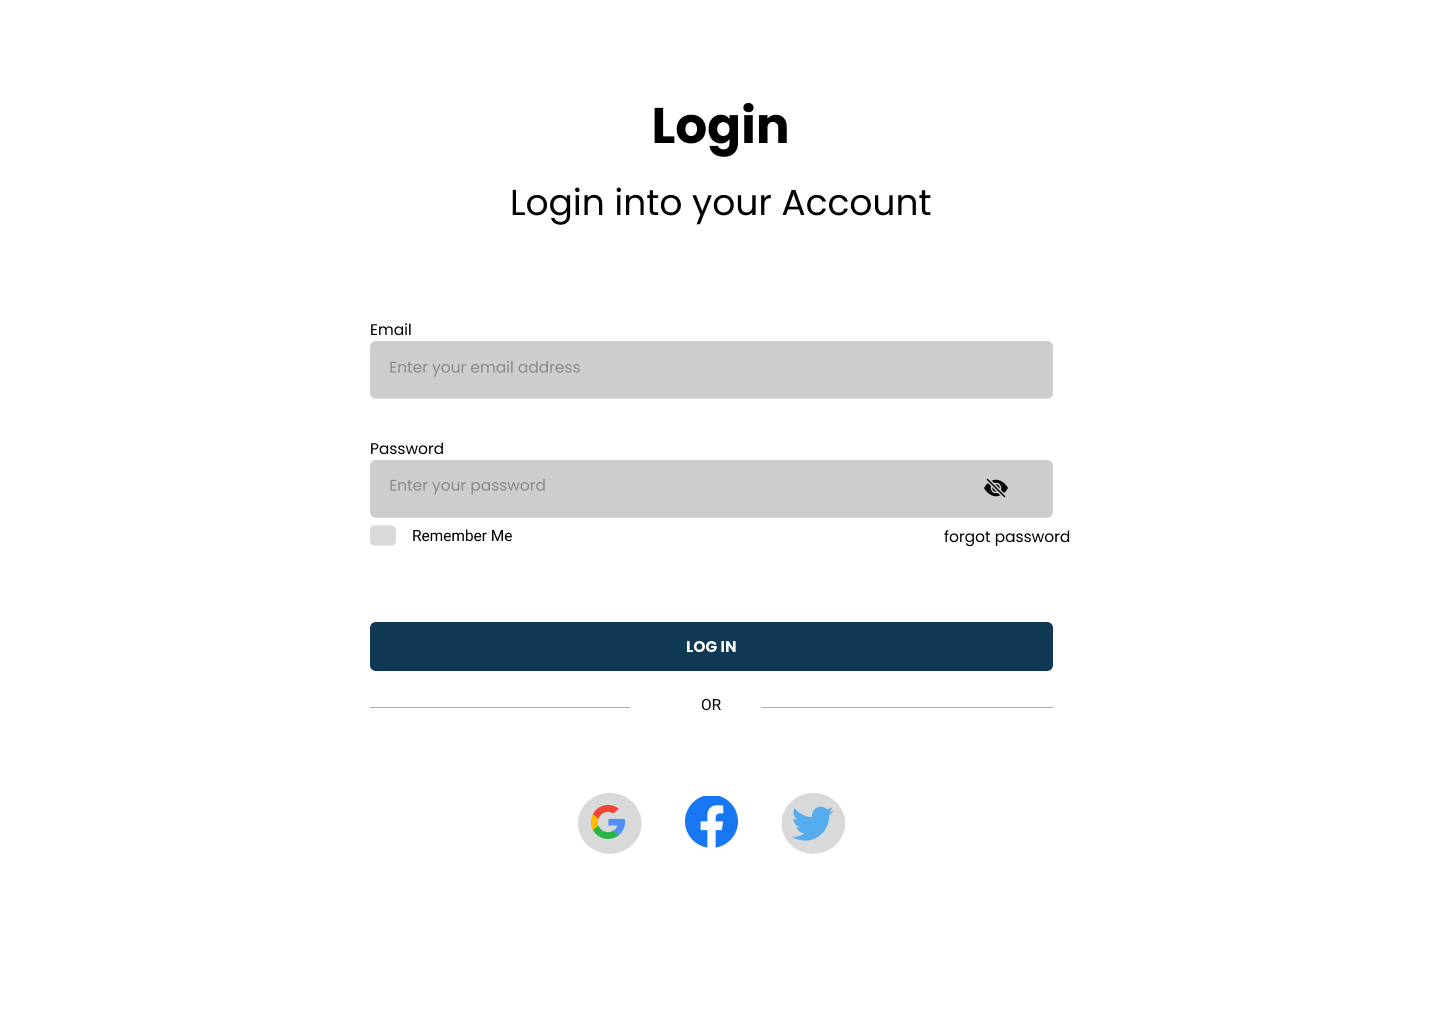 Login
Login into your Account
Email
Enter your email address
Password
Enter your password
Remember Me
forgot password
LOG IN
OR